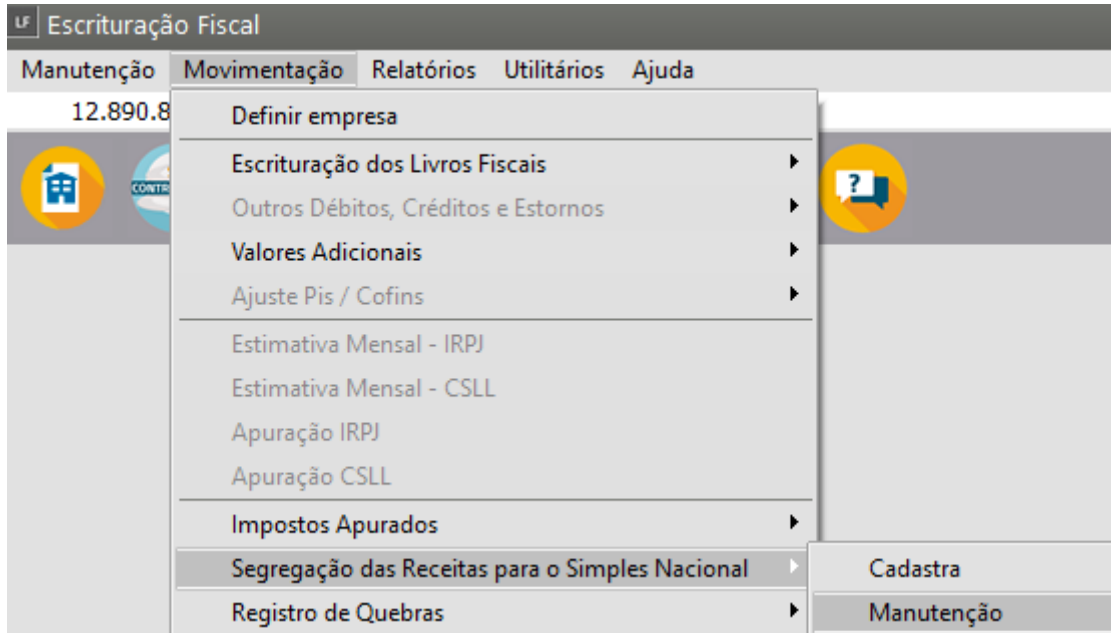 LF Escrituração Fiscal
Manutenção Movimentação Relatórios Utilitários Ajuda
12.890.8
Definir empresa
Escrituração dos Livros Fiscais
CONTR
?
Outros Débitos, Créditos e Estornos
Valores Adicionais
Ajuste Pis / Cofins
Estimativa Mensal - IRPJ
Estimativa Mensal - CSLL
Apuração IRPJ
Apuração CSLL
Impostos Apurados
Segregação das Receitas para o Simples Nacional Cadastra
Registro de Quebras Manutenção